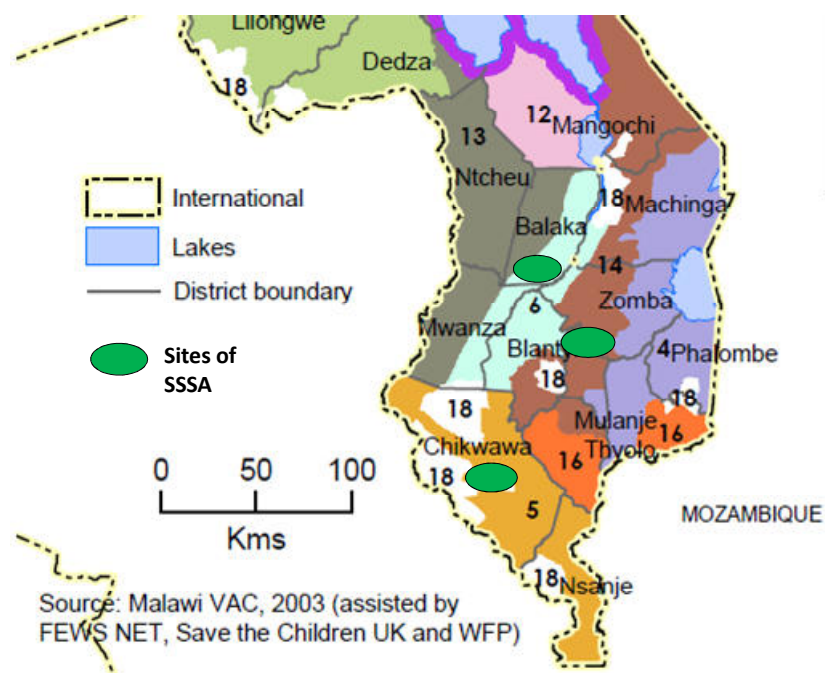 Lilongwe
Dedza
18
12
Mangochi
13
Ntcheu
18
Machinga
7
International
Balaka
Lakes
14
District boundary
6
Zomba
Mwanza
Blanty
4
Phalombe
Sites of
SSSA
18
18
18
Mulanje
Chikwawa
Thyolo
16
16
18
0 50 100
5
MOZAMBIQUE
Kms
18
Nsanje
Source: Malawi VAC, 2003 (assisted by
FEWS NET, Save the Children UK and WFP)